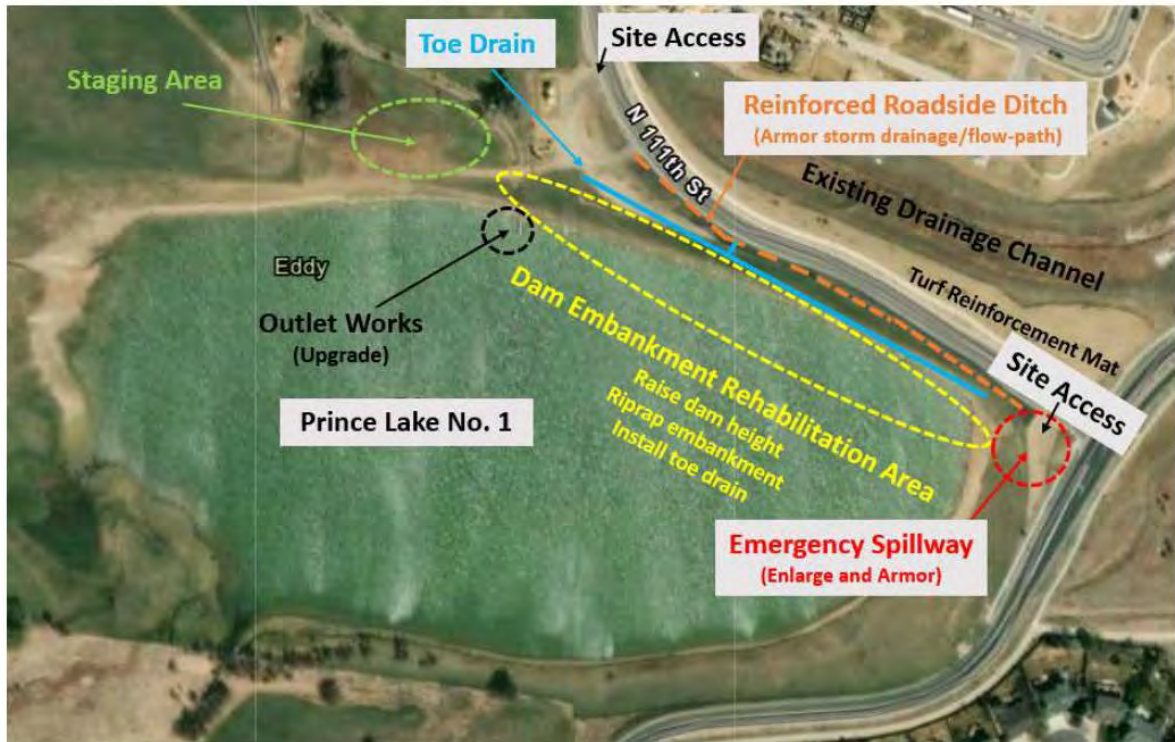 Toe Drain
Site Access
Staging Area
Reinforced Roadside Ditch
(Armor storm drainage/flow-path)
N 111th St
Existing Drainage Channel
Eddy
Outlet Works
(Upgrade)
Turf Reinforcement Mat
Site Access
Prince Lake No. 1
Dam Embankment Rehabilitation Area
Raise dam height
Riprap embankment
Install toe drain
Emergency Spillway
(Enlarge and Armor)